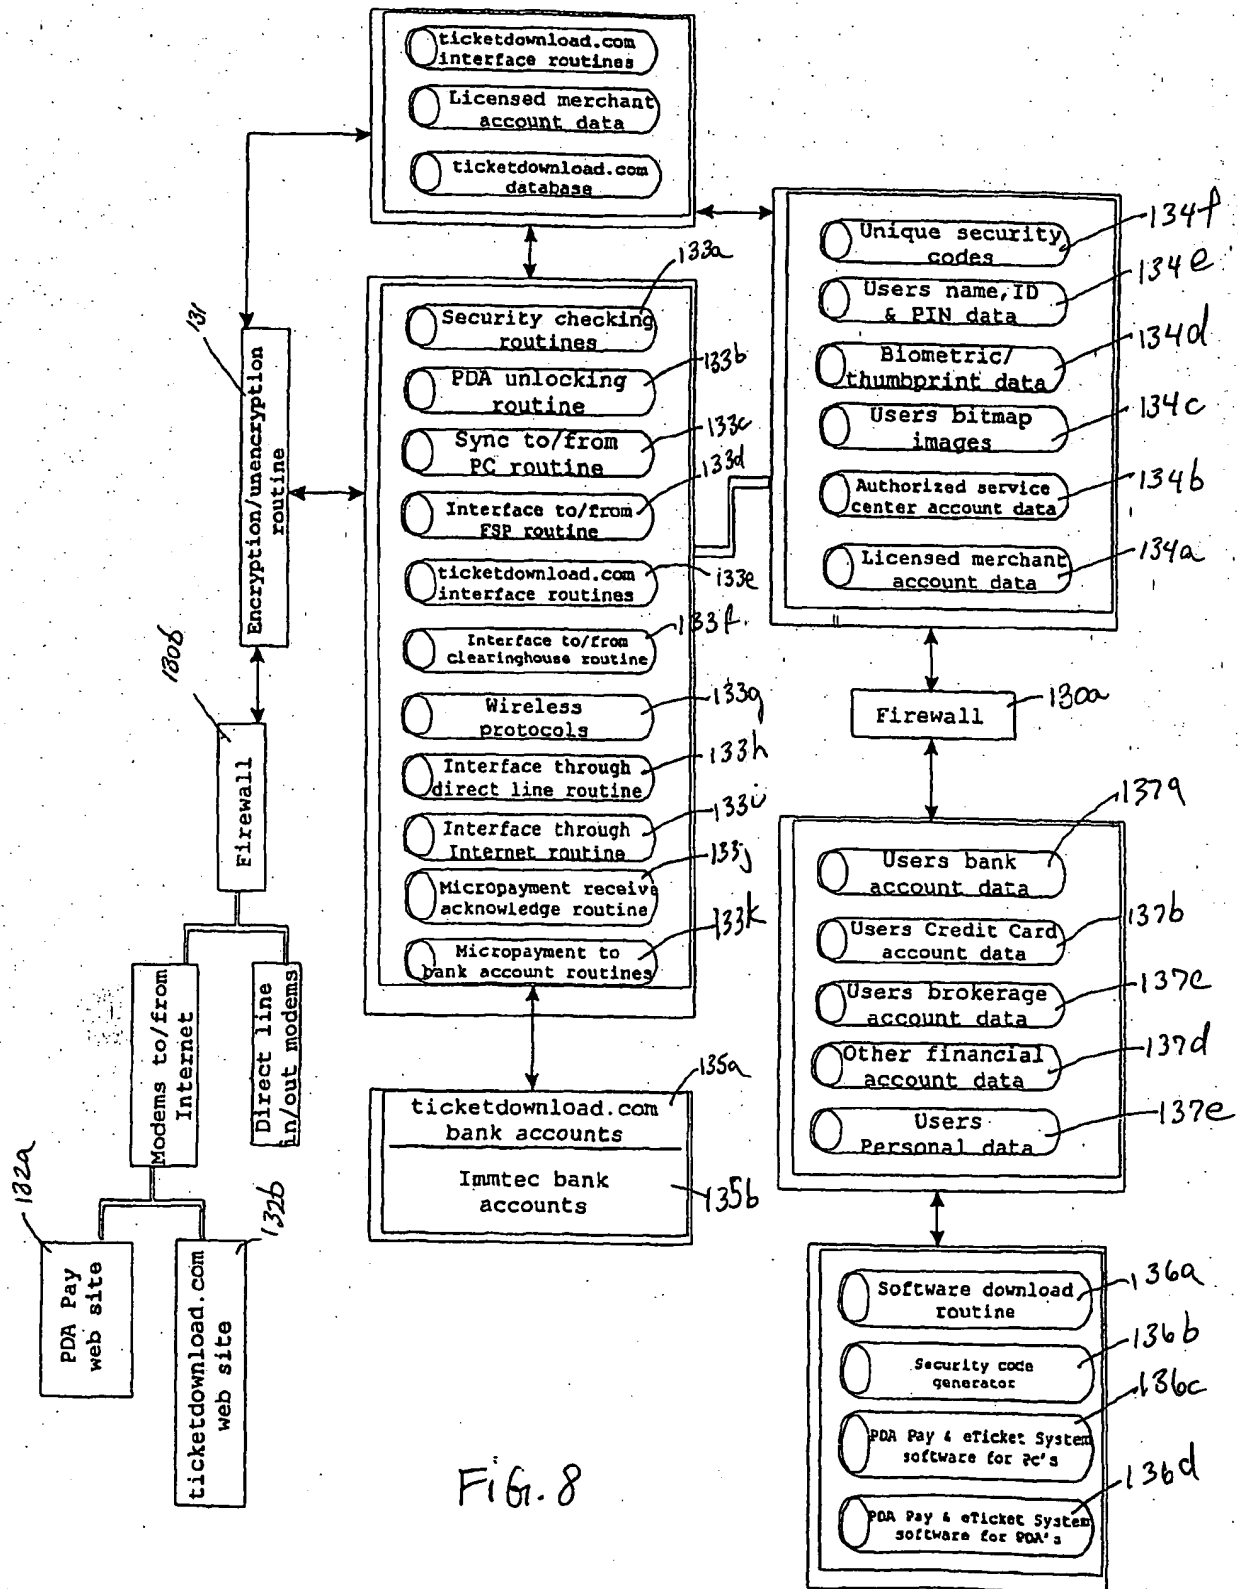 ticketdownload.com
interface routines
Licensed merchant
account data
ticketdownload.com
database
Security checking
routines
133a
PDA unlocking
routine
133b
Sync to/from
PC routine
133c
Interface to/from
FSP routine
133d
ticketdownload.com
interface routines
133e
Interface to/from
clearinghouse routine
133f
Wireless
protocols
133g
Interface through
direct line routine
133h
Interface through
Internet routine
133i
Micropayment receive
acknowledge routine
133j
Micropayment to
bank account routines
133k
ticketdownload.com
bank accounts
135a
Immtec bank
accounts
135b
131
Encryption/unencryption
routine
130b
Firewall
Modems to/from
Internet
Direct line
in/out modems
132a
PDA Pay
web site
132b
ticketdownload.com
web site
Unique security
codes
134f
Users name,ID
& PIN data
134e
Biometric/
thumbprint data
134d
Users bitmap
images
134c
Authorized service
center account data
134b
Licensed merchant
account data
134a
Firewall
130a
Users bank
account data
137a
Users Credit Card
account data
137b
Users brokerage
account data
137c
Other financial
account data
137d
Users
Personal data
137e
Software download
routine
136a
Security code
generator
136b
PDA Pay & eTicket System
software for PC's
136c
PDA Pay & eTicket System
software for PDA's
136d
FiG. 8